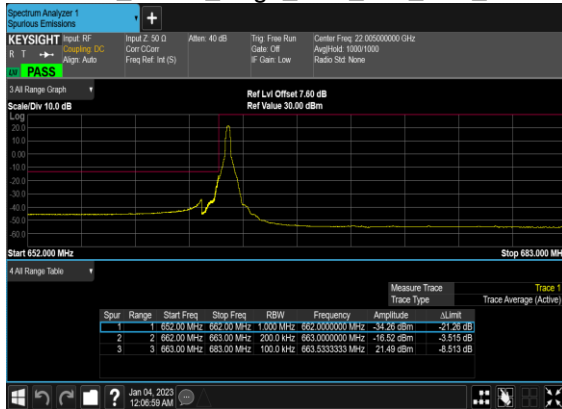 Spectrum Analyzer 1
Spurious Emissions
KEYSIGHT Input: RF
R T Coupling: DC
Align: Auto
Input Z: 50 Ω
Corr CCorr
Freq Ref: Int (S)
Atten: 40 dB
Trig: Free Run
Gate: Off
IF Gain: Low
Center Freq: 22.005000000 GHz
Avg|Hold: 1000/1000
Radio Std: None
PASS
3 All Range Graph
Scale/Div 10.0 dB
Ref Lvl Offset 7.60 dB
Ref Value 30.00 dBm
Log
20.0
10.0
0.00
-10.0
-20.0
-30.0
-40.0
-50.0
-60.0
Start 652.000 MHz Stop 683.000 MH
4 All Range Table
Measure Trace Trace 1
Trace Type Trace Average (Active)
Spur Range Start Freq Stop Freq RBW Frequency Amplitude ΔLimit
1 1 652.00 MHz 662.00 MHz 1.000 MHz 662.0000000 MHz -34.26 dBm -21.26 dB
2 2 662.00 MHz 663.00 MHz 200.0 kHz 663.0000000 MHz -16.52 dBm -3.515 dB
3 3 663.00 MHz 683.00 MHz 100.0 kHz 663.5333333 MHz 21.49 dBm -8.513 dB
Jan 04, 2023
12:06:59 AM